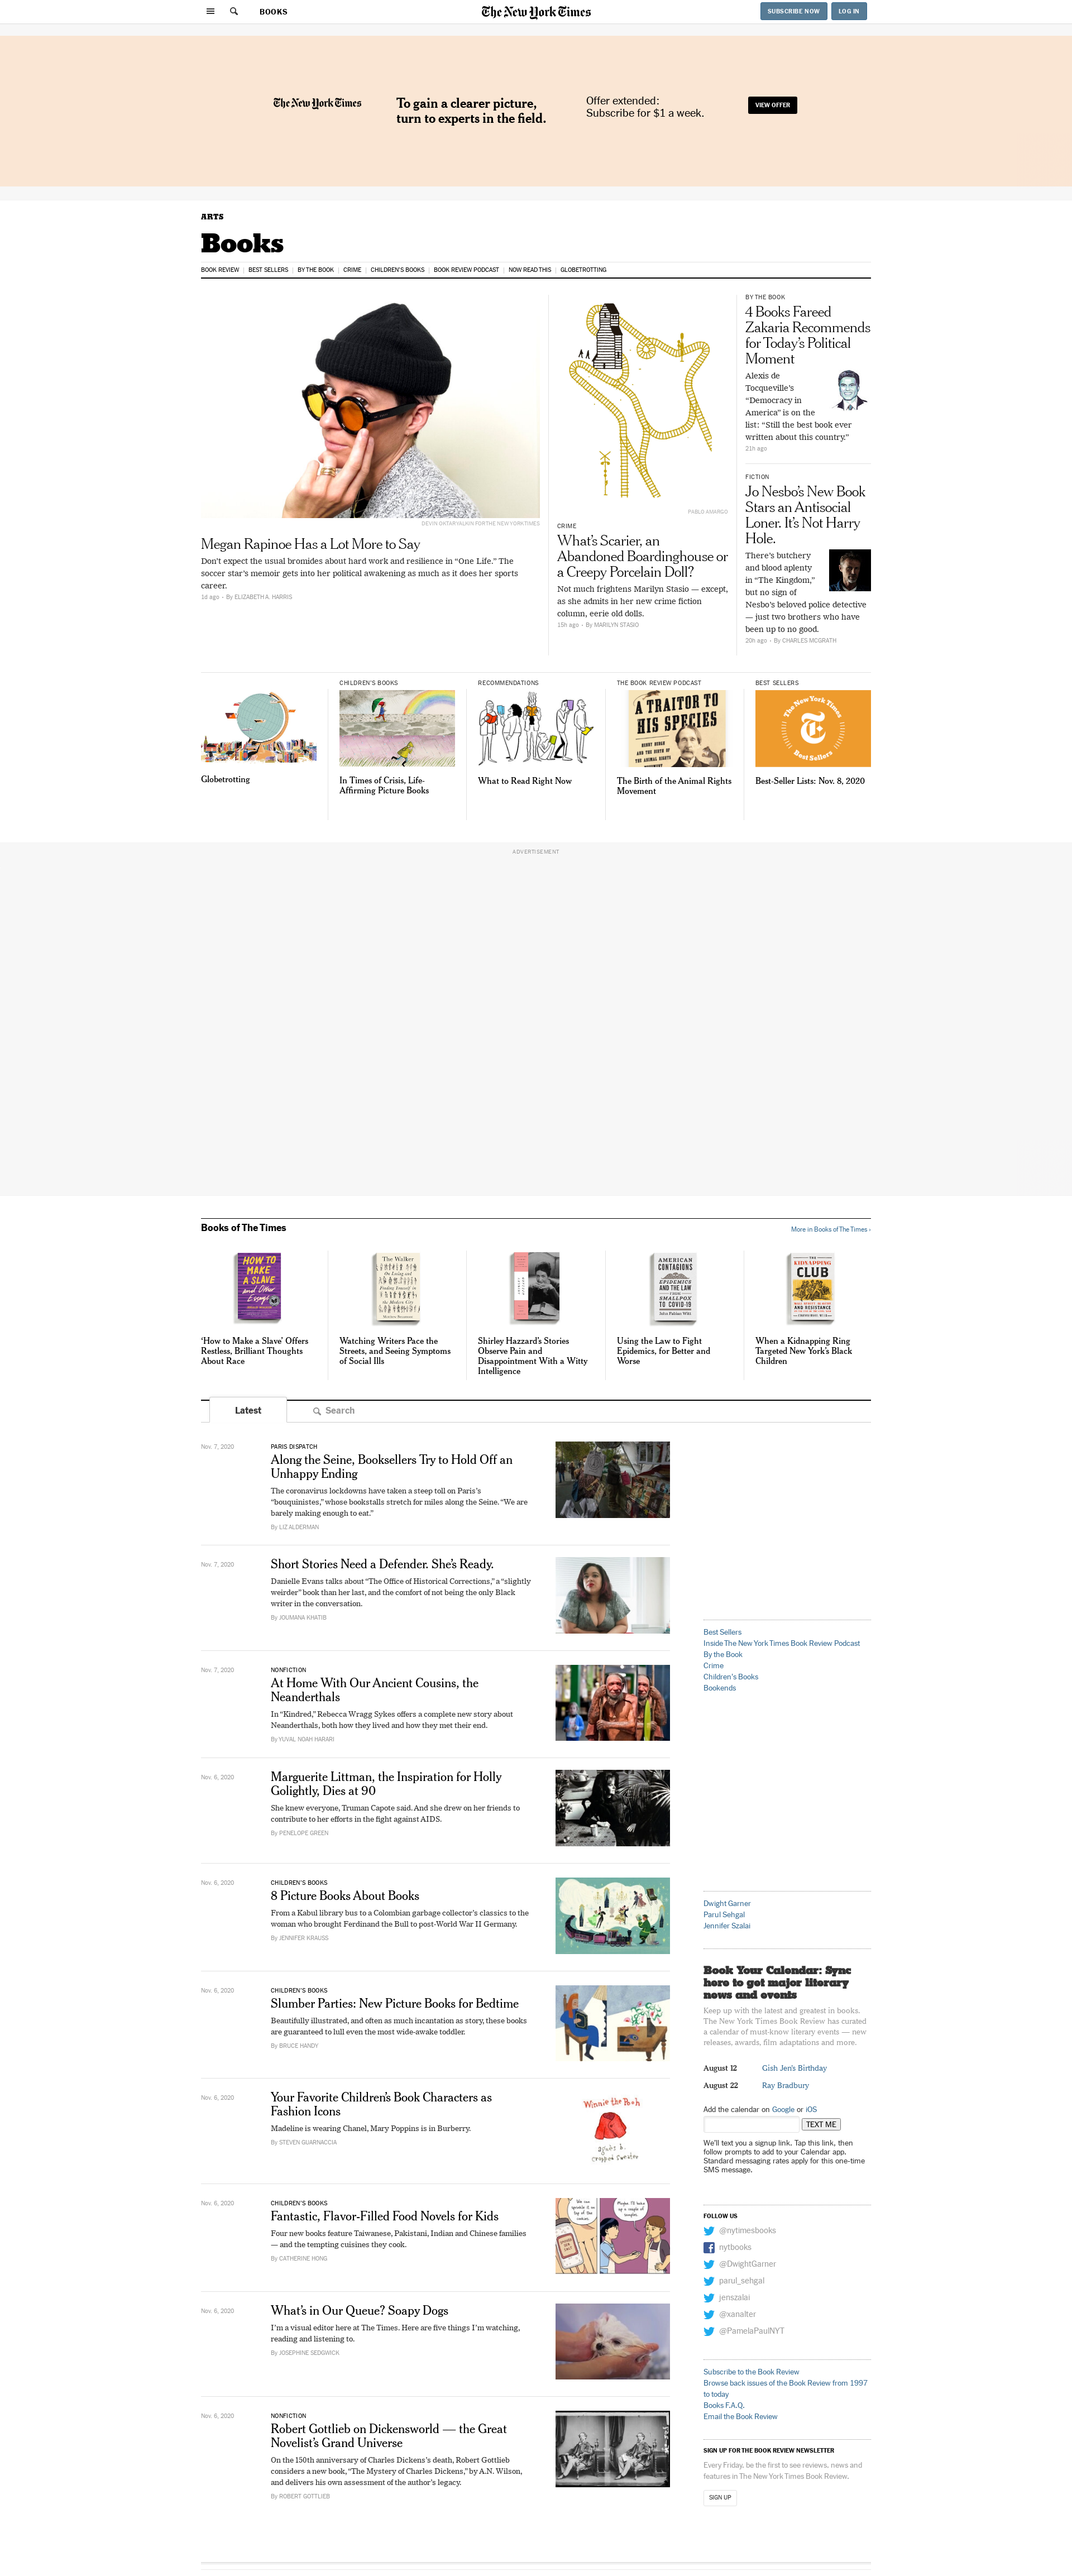 BOOKS
The New York Times
SUBSCRIBE NOW
LOG IN
The New York Times
To gain a clearer picture,
turn to experts in the field.
Offer extended:
Subscribe for $1 a week.
VIEW OFFER
ARTS
Books
BOOK REVIEW
BEST SELLERS
BY THE BOOK
CRIME
CHILDREN'S BOOKS
BOOK REVIEW PODCAST
NOW READ THIS
GLOBETROTTING
DEVIN OKTAR YALKIN FOR THE NEW YORK TIMES
Megan Rapinoe Has a Lot More to Say
Don't expect the usual bromides about hard work and resilience in “One Life.” The
soccer star's memoir gets into her political awakening as much as it does her sports
career.
1d ago · By ELIZABETH A. HARRIS
PABLO AMARGO
CRIME
What's Scarier, an
Abandoned Boardinghouse or
a Creepy Porcelain Doll?
Not much frightens Marilyn Stasio — except,
as she admits in her new crime fiction
column, eerie old dolls.
15h ago · By MARILYN STASIO
BY THE BOOK
4 Books Fareed
Zakaria Recommends
for Today's Political
Moment
Alexis de
Tocqueville's
“Democracy in
America” is on the
list: “Still the best book ever
written about this country.”
21h ago
FICTION
Jo Nesbo's New Book
Stars an Antisocial
Loner. It's Not Harry
Hole.
There's butchery
and blood aplenty
in “The Kingdom,”
but no sign of
Nesbo's beloved police detective
— just two brothers who have
been up to no good.
20h ago · By CHARLES MCGRATH
Globetrotting
CHILDREN'S BOOKS
In Times of Crisis, Life-
Affirming Picture Books
RECOMMENDATIONS
What to Read Right Now
THE BOOK REVIEW PODCAST
A TRAITOR TO
HIS SPECIES
HENRY BERGH
AND THE BIRTH OF
THE ANIMAL RIGHTS
MOVEMENT
The Birth of the Animal Rights
Movement
BEST SELLERS
The New York Times
Best Sellers
Best-Seller Lists: Nov. 8, 2020
ADVERTISEMENT
Books of The Times
More in Books of The Times ›
HOW TO
MAKE
A SLAVE
and Other
Essays
‘How to Make a Slave’ Offers
Restless, Brilliant Thoughts
About Race
The Walker
On Losing and
Finding Yourself in
the Modern City
Watching Writers Pace the
Streets, and Seeing Symptoms
of Social Ills
Shirley Hazzard's Stories
Observe Pain and
Disappointment With a Witty
Intelligence
AMERICAN
CONTAGIONS
EPIDEMICS
AND THE LAW
FROM
SMALLPOX
TO COVID-19
John Fabian Witt
Using the Law to Fight
Epidemics, for Better and
Worse
THE
KIDNAPPING
CLUB
AND RESISTANCE
When a Kidnapping Ring
Targeted New York's Black
Children
Latest
Search
Nov. 7, 2020
PARIS DISPATCH
Along the Seine, Booksellers Try to Hold Off an
Unhappy Ending
The coronavirus lockdowns have taken a steep toll on Paris's
“bouquinistes,” whose bookstalls stretch for miles along the Seine. “We are
barely making enough to eat.”
By LIZ ALDERMAN
Nov. 7, 2020
Short Stories Need a Defender. She's Ready.
Danielle Evans talks about “The Office of Historical Corrections,” a “slightly
weirder” book than her last, and the comfort of not being the only Black
writer in the conversation.
By JOUMANA KHATIB
Nov. 7, 2020
NONFICTION
At Home With Our Ancient Cousins, the
Neanderthals
In “Kindred,” Rebecca Wragg Sykes offers a complete new story about
Neanderthals, both how they lived and how they met their end.
By YUVAL NOAH HARARI
Nov. 6, 2020
Marguerite Littman, the Inspiration for Holly
Golightly, Dies at 90
She knew everyone, Truman Capote said. And she drew on her friends to
contribute to her efforts in the fight against AIDS.
By PENELOPE GREEN
Nov. 6, 2020
CHILDREN'S BOOKS
8 Picture Books About Books
From a Kabul library bus to a Colombian garbage collector's classics to the
woman who brought Ferdinand the Bull to post-World War II Germany.
By JENNIFER KRAUSS
Nov. 6, 2020
CHILDREN'S BOOKS
Slumber Parties: New Picture Books for Bedtime
Beautifully illustrated, and often as much incantation as story, these books
are guaranteed to lull even the most wide-awake toddler.
By BRUCE HANDY
Nov. 6, 2020
Your Favorite Children's Book Characters as
Fashion Icons
Madeline is wearing Chanel, Mary Poppins is in Burberry.
By STEVEN GUARNACCIA
Winnie the Pooh
agnès b.
cropped sweater
Nov. 6, 2020
CHILDREN'S BOOKS
Fantastic, Flavor-Filled Food Novels for Kids
Four new books feature Taiwanese, Pakistani, Indian and Chinese families
— and the tempting cuisines they cook.
By CATHERINE HONG
Nov. 6, 2020
What's in Our Queue? Soapy Dogs
I'm a visual editor here at The Times. Here are five things I'm watching,
reading and listening to.
By JOSEPHINE SEDGWICK
Nov. 6, 2020
NONFICTION
Robert Gottlieb on Dickensworld — the Great
Novelist's Grand Universe
On the 150th anniversary of Charles Dickens's death, Robert Gottlieb
considers a new book, “The Mystery of Charles Dickens,” by A.N. Wilson,
and delivers his own assessment of the author's legacy.
By ROBERT GOTTLIEB
Best Sellers
Inside The New York Times Book Review Podcast
By the Book
Crime
Children's Books
Bookends
Dwight Garner
Parul Sehgal
Jennifer Szalai
Book Your Calendar: Sync
here to get major literary
news and events
Keep up with the latest and greatest in books.
The New York Times Book Review has curated
a calendar of must-know literary events — new
releases, awards, film adaptations and more.
August 12
Gish Jen's Birthday
August 22
Ray Bradbury
Add the calendar on Google or iOS
TEXT ME
We'll text you a signup link. Tap this link, then
follow prompts to add to your Calendar app.
Standard messaging rates apply for this one-time
SMS message.
FOLLOW US
@nytimesbooks
nytbooks
@DwightGarner
parul_sehgal
jenszalai
@xanalter
@PamelaPaulNYT
Subscribe to the Book Review
Browse back issues of the Book Review from 1997
to today
Books F.A.Q.
Email the Book Review
SIGN UP FOR THE BOOK REVIEW NEWSLETTER
Every Friday, be the first to see reviews, news and
features in The New York Times Book Review.
SIGN UP